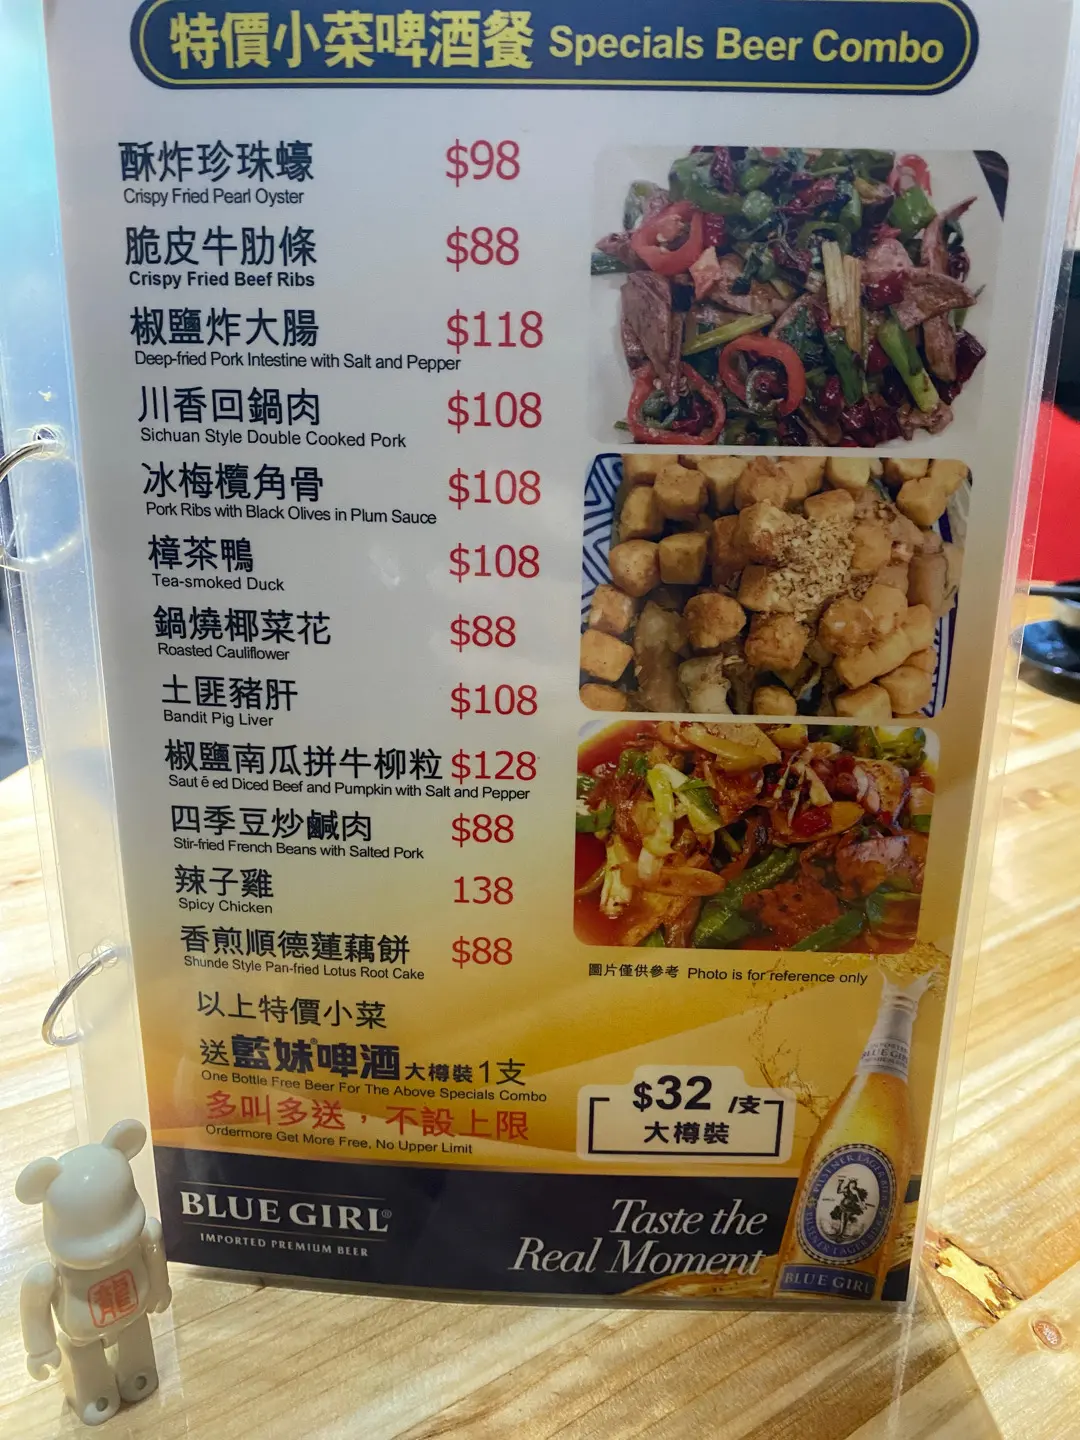 特價小菜啤酒餐 Specials Beer Combo
酥炸珍珠蠔 $98
Crispy Fried Pearl Oyster
脆皮牛肋條 $88
Crispy Fried Beef Ribs
椒鹽炸大腸 $118
Deep-fried Pork Intestine with Salt and Pepper
川香回鍋肉 $108
Sichuan Style Double Cooked Pork
冰梅欖角骨 $108
Pork Ribs with Black Olives in Plum Sauce
樟茶鴨 $108
Tea-smoked Duck
鍋燒椰菜花 $88
Roasted Cauliflower
土匪豬肝 $108
Bandit Pig Liver
椒鹽南瓜拼牛柳粒 $128
Saut é ed Diced Beef and Pumpkin with Salt and Pepper
四季豆炒鹹肉 $88
Stir-fried French Beans with Salted Pork
辣子雞 138
Spicy Chicken
香煎順德蓮藕餅 $88
Shunde Style Pan-fried Lotus Root Cake
圖片僅供參考 Photo is for reference only
以上特價小菜
送藍妹®啤酒大樽裝1支
One Bottle Free Beer For The Above Specials Combo
多叫多送，不設上限
Ordermore Get More Free, No Upper Limit
$32 /支
大樽裝
BLUE GIRL®
IMPORTED PREMIUM BEER
Taste the
Real Moment
BLUE GIRL
PILSNER LAGER BEER
BLUE GIRL
龍